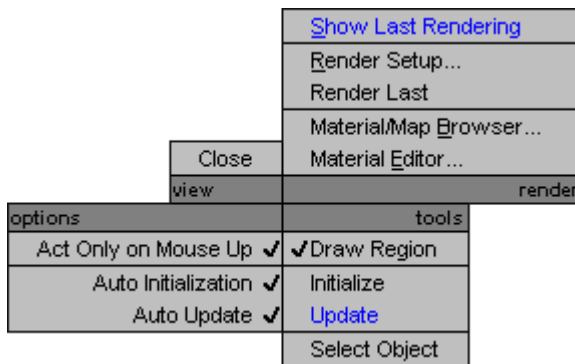 Show Last Rendering
Render Setup...
Render Last
Material/Map Browser...
Close
Material Editor...
view
render
options
tools
Act Only on Mouse Up
Draw Region
Auto Initialization
Initialize
Auto Update
Update
Select Object